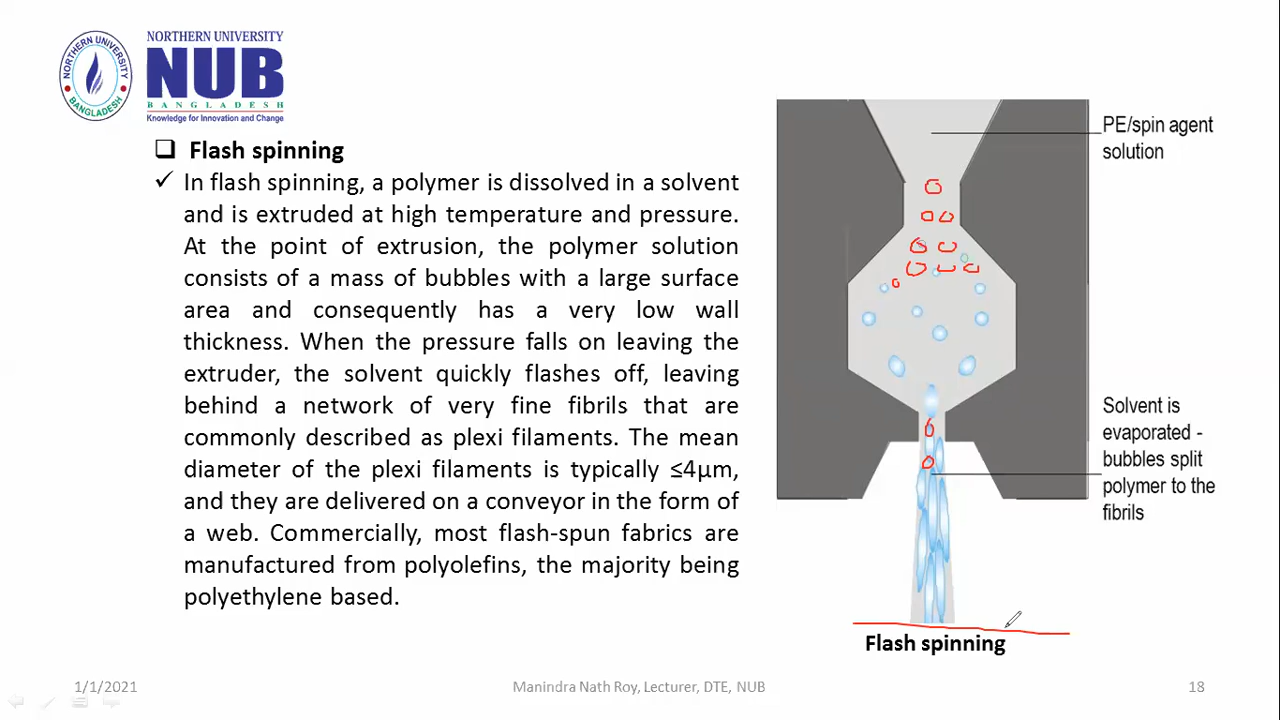 NORTHERN UNIVERSITY
BANGLADESH
NORTHERN UNIVERSITY
NUB
BANGLADESH
Knowledge for Innovation and Change
Flash spinning
In flash spinning, a polymer is dissolved in a solvent
and is extruded at high temperature and pressure.
At the point of extrusion, the polymer solution
consists of a mass of bubbles with a large surface
area and consequently has a very low wall
thickness. When the pressure falls on leaving the
extruder, the solvent quickly flashes off, leaving
behind a network of very fine fibrils that are
commonly described as plexi filaments. The mean
diameter of the plexi filaments is typically ≤4µm,
and they are delivered on a conveyor in the form of
a web. Commercially, most flash-spun fabrics are
manufactured from polyolefins, the majority being
polyethylene based.
PE/spin agent
solution
Solvent is
evaporated -
bubbles split
polymer to the
fibrils
Flash spinning
1/1/2021
Manindra Nath Roy, Lecturer, DTE, NUB
18